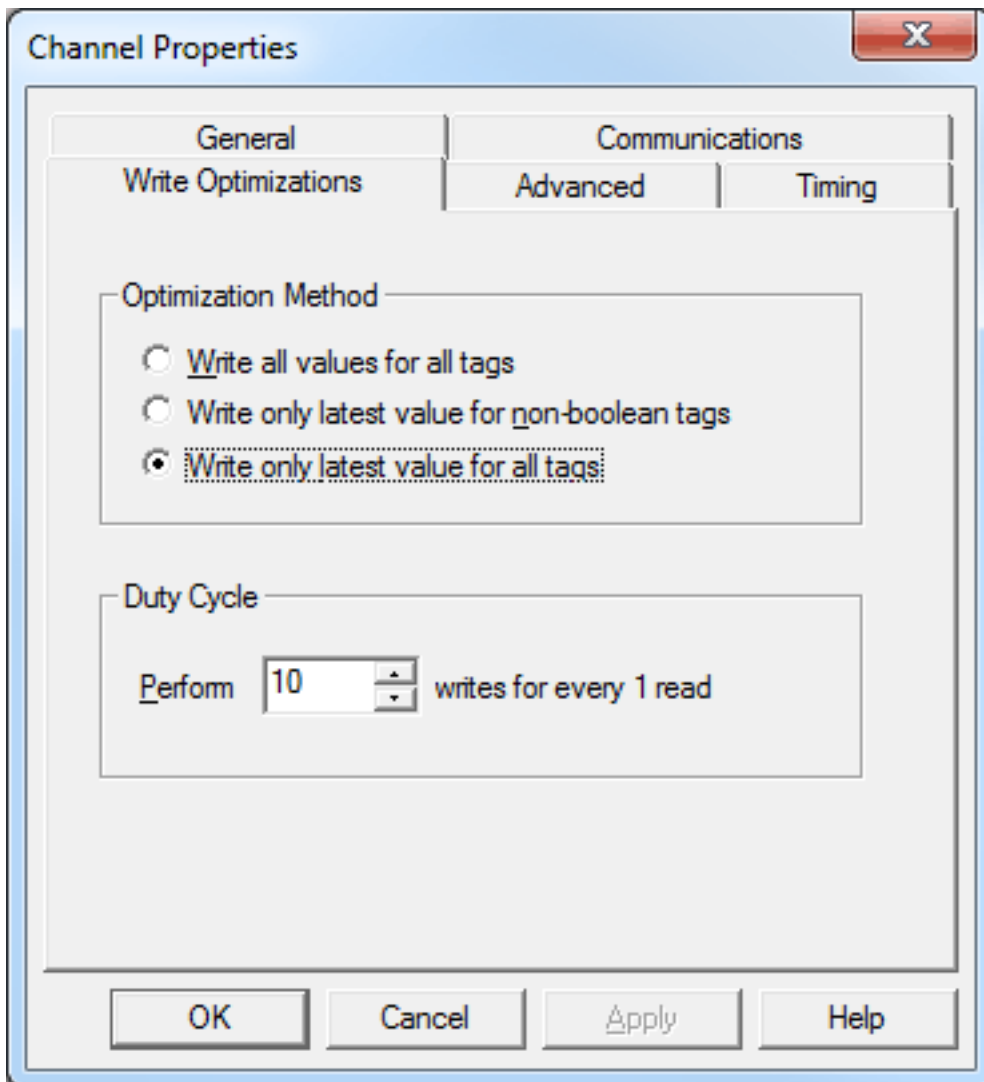 Channel Properties
General Communications
Write Optimizations Advanced Timing
Optimization Method
Write all values for all tags
Write only latest value for non-boolean tags
Write only latest value for all tags
Duty Cycle
Perform 10 writes for every 1 read
OK Cancel Apply Help